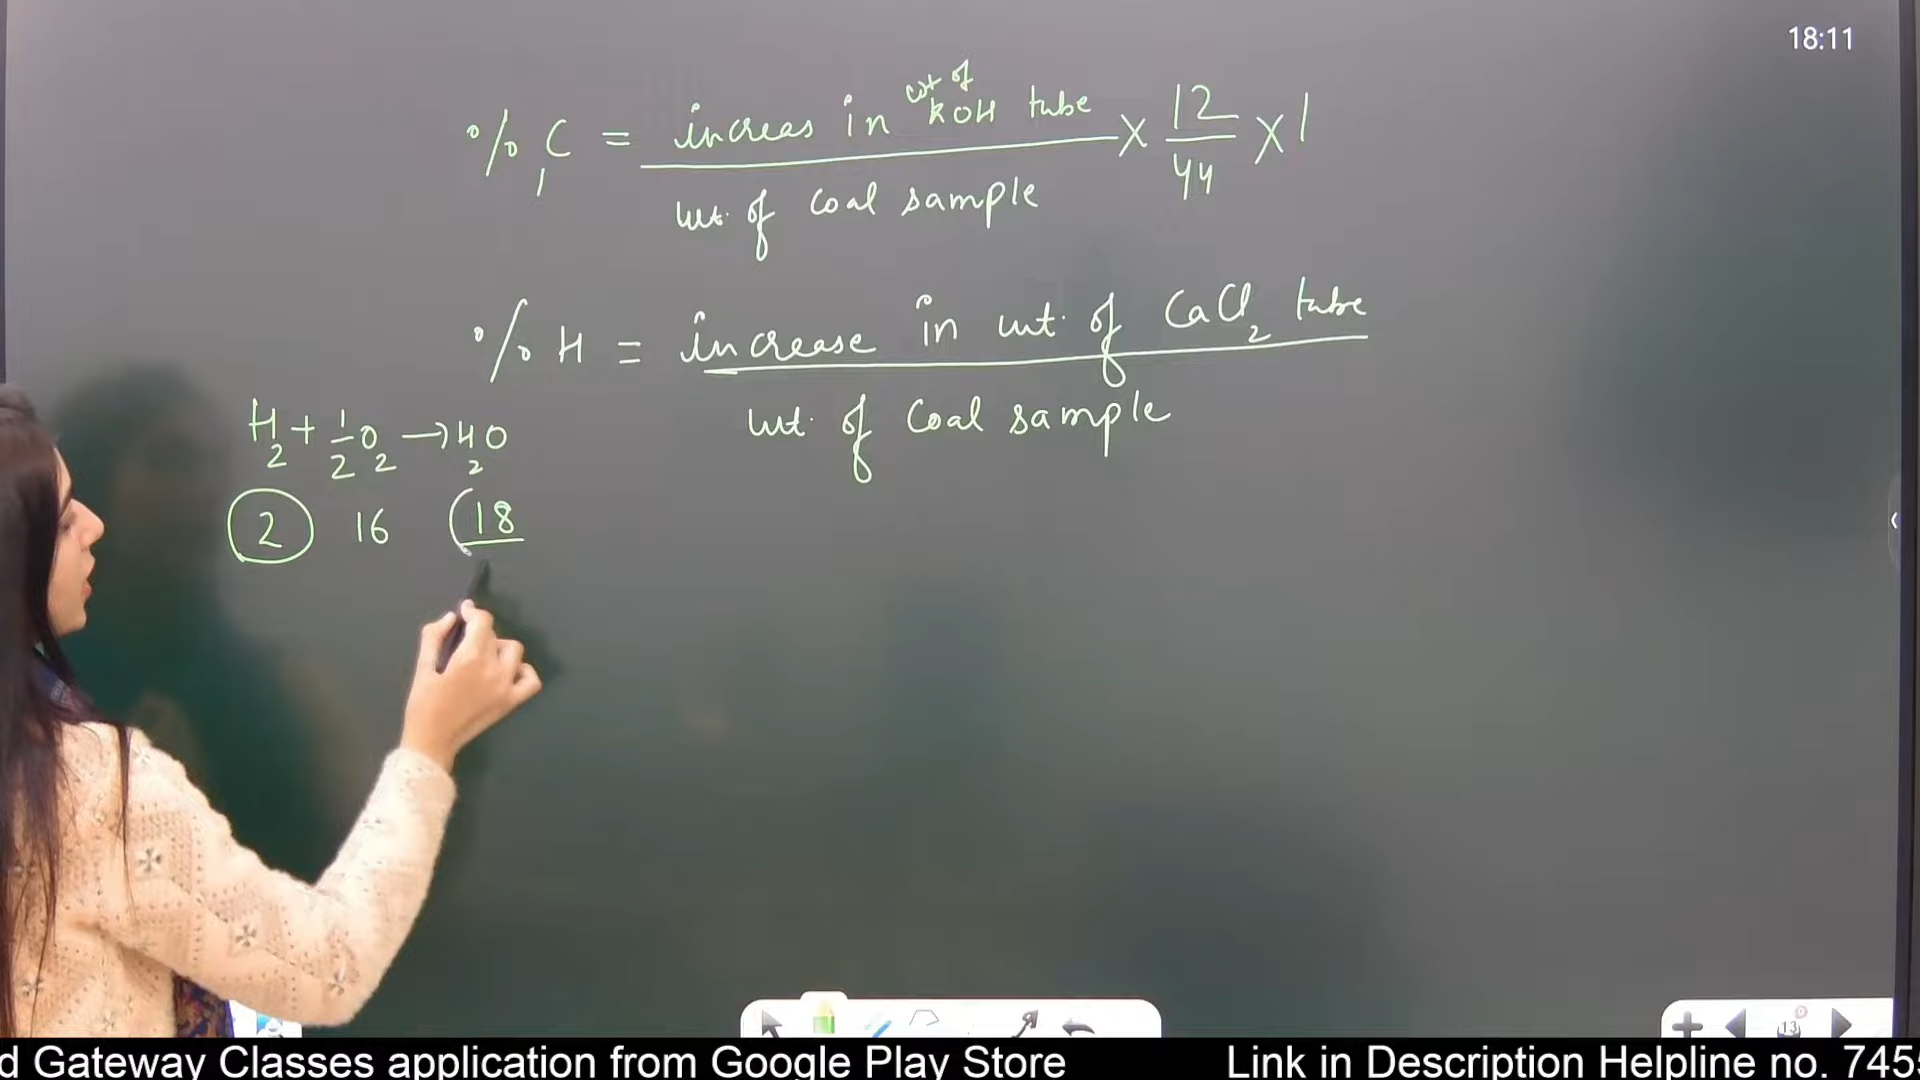 18:11
% C = increas in wt of KOH tube × 12/44 × 1
wt. of Coal sample
% H = increase in wt. of CaCl2 tube
wt. of Coal sample
H2 + 1/2 O2 → H2O
2 16 18
13
d Gateway Classes application from Google Play Store Link in Description Helpline no. 745